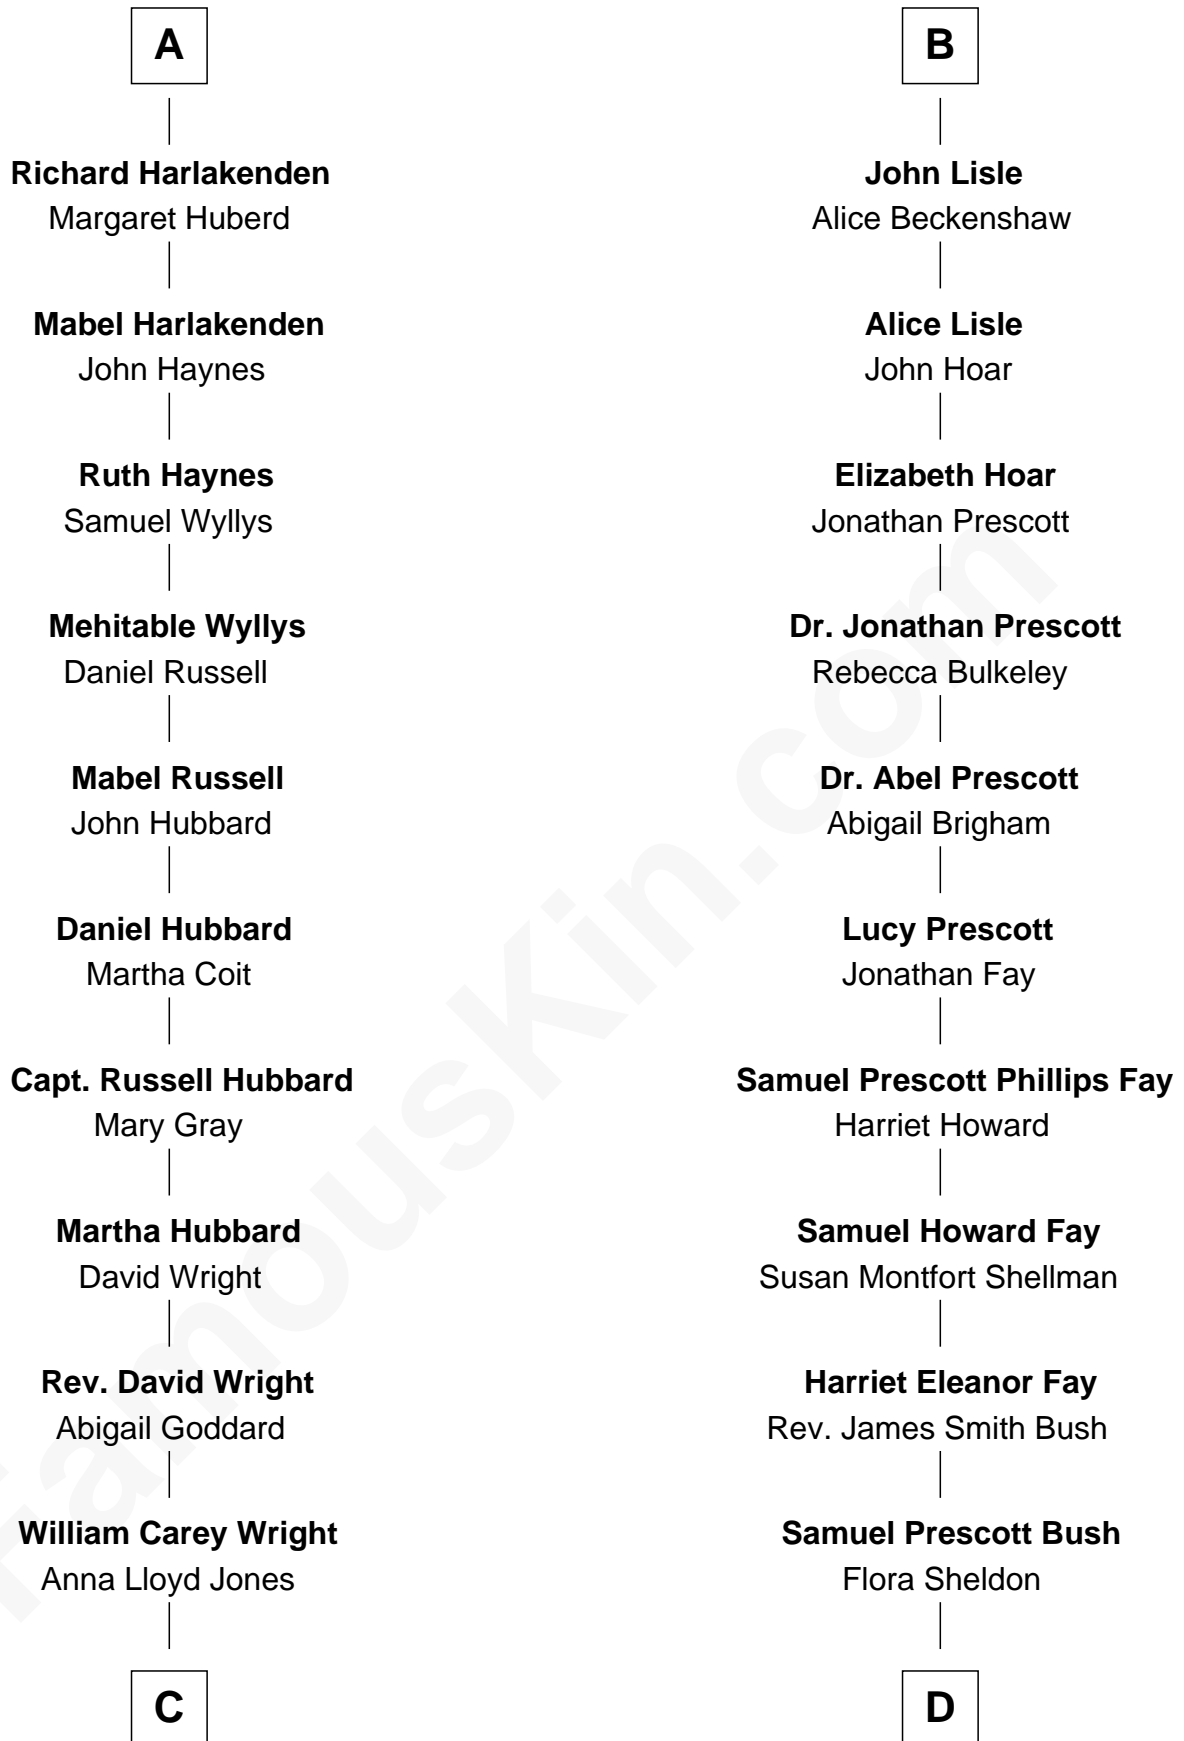 A
Richard Harlakenden
Margaret Huberd
Mabel Harlakenden
John Haynes
Ruth Haynes
Samuel Wyllys
Mehitable Wyllys
Daniel Russell
Mabel Russell
John Hubbard
Daniel Hubbard
Martha Coit
Capt. Russell Hubbard
Mary Gray
Martha Hubbard
David Wright
Rev. David Wright
Abigail Goddard
William Carey Wright
Anna Lloyd Jones
C
B
John Lisle
Alice Beckenshaw
Alice Lisle
John Hoar
Elizabeth Hoar
Jonathan Prescott
Dr. Jonathan Prescott
Rebecca Bulkeley
Dr. Abel Prescott
Abigail Brigham
Lucy Prescott
Jonathan Fay
Samuel Prescott Phillips Fay
Harriet Howard
Samuel Howard Fay
Susan Montfort Shellman
Harriet Eleanor Fay
Rev. James Smith Bush
Samuel Prescott Bush
Flora Sheldon
D
FamousKin.com